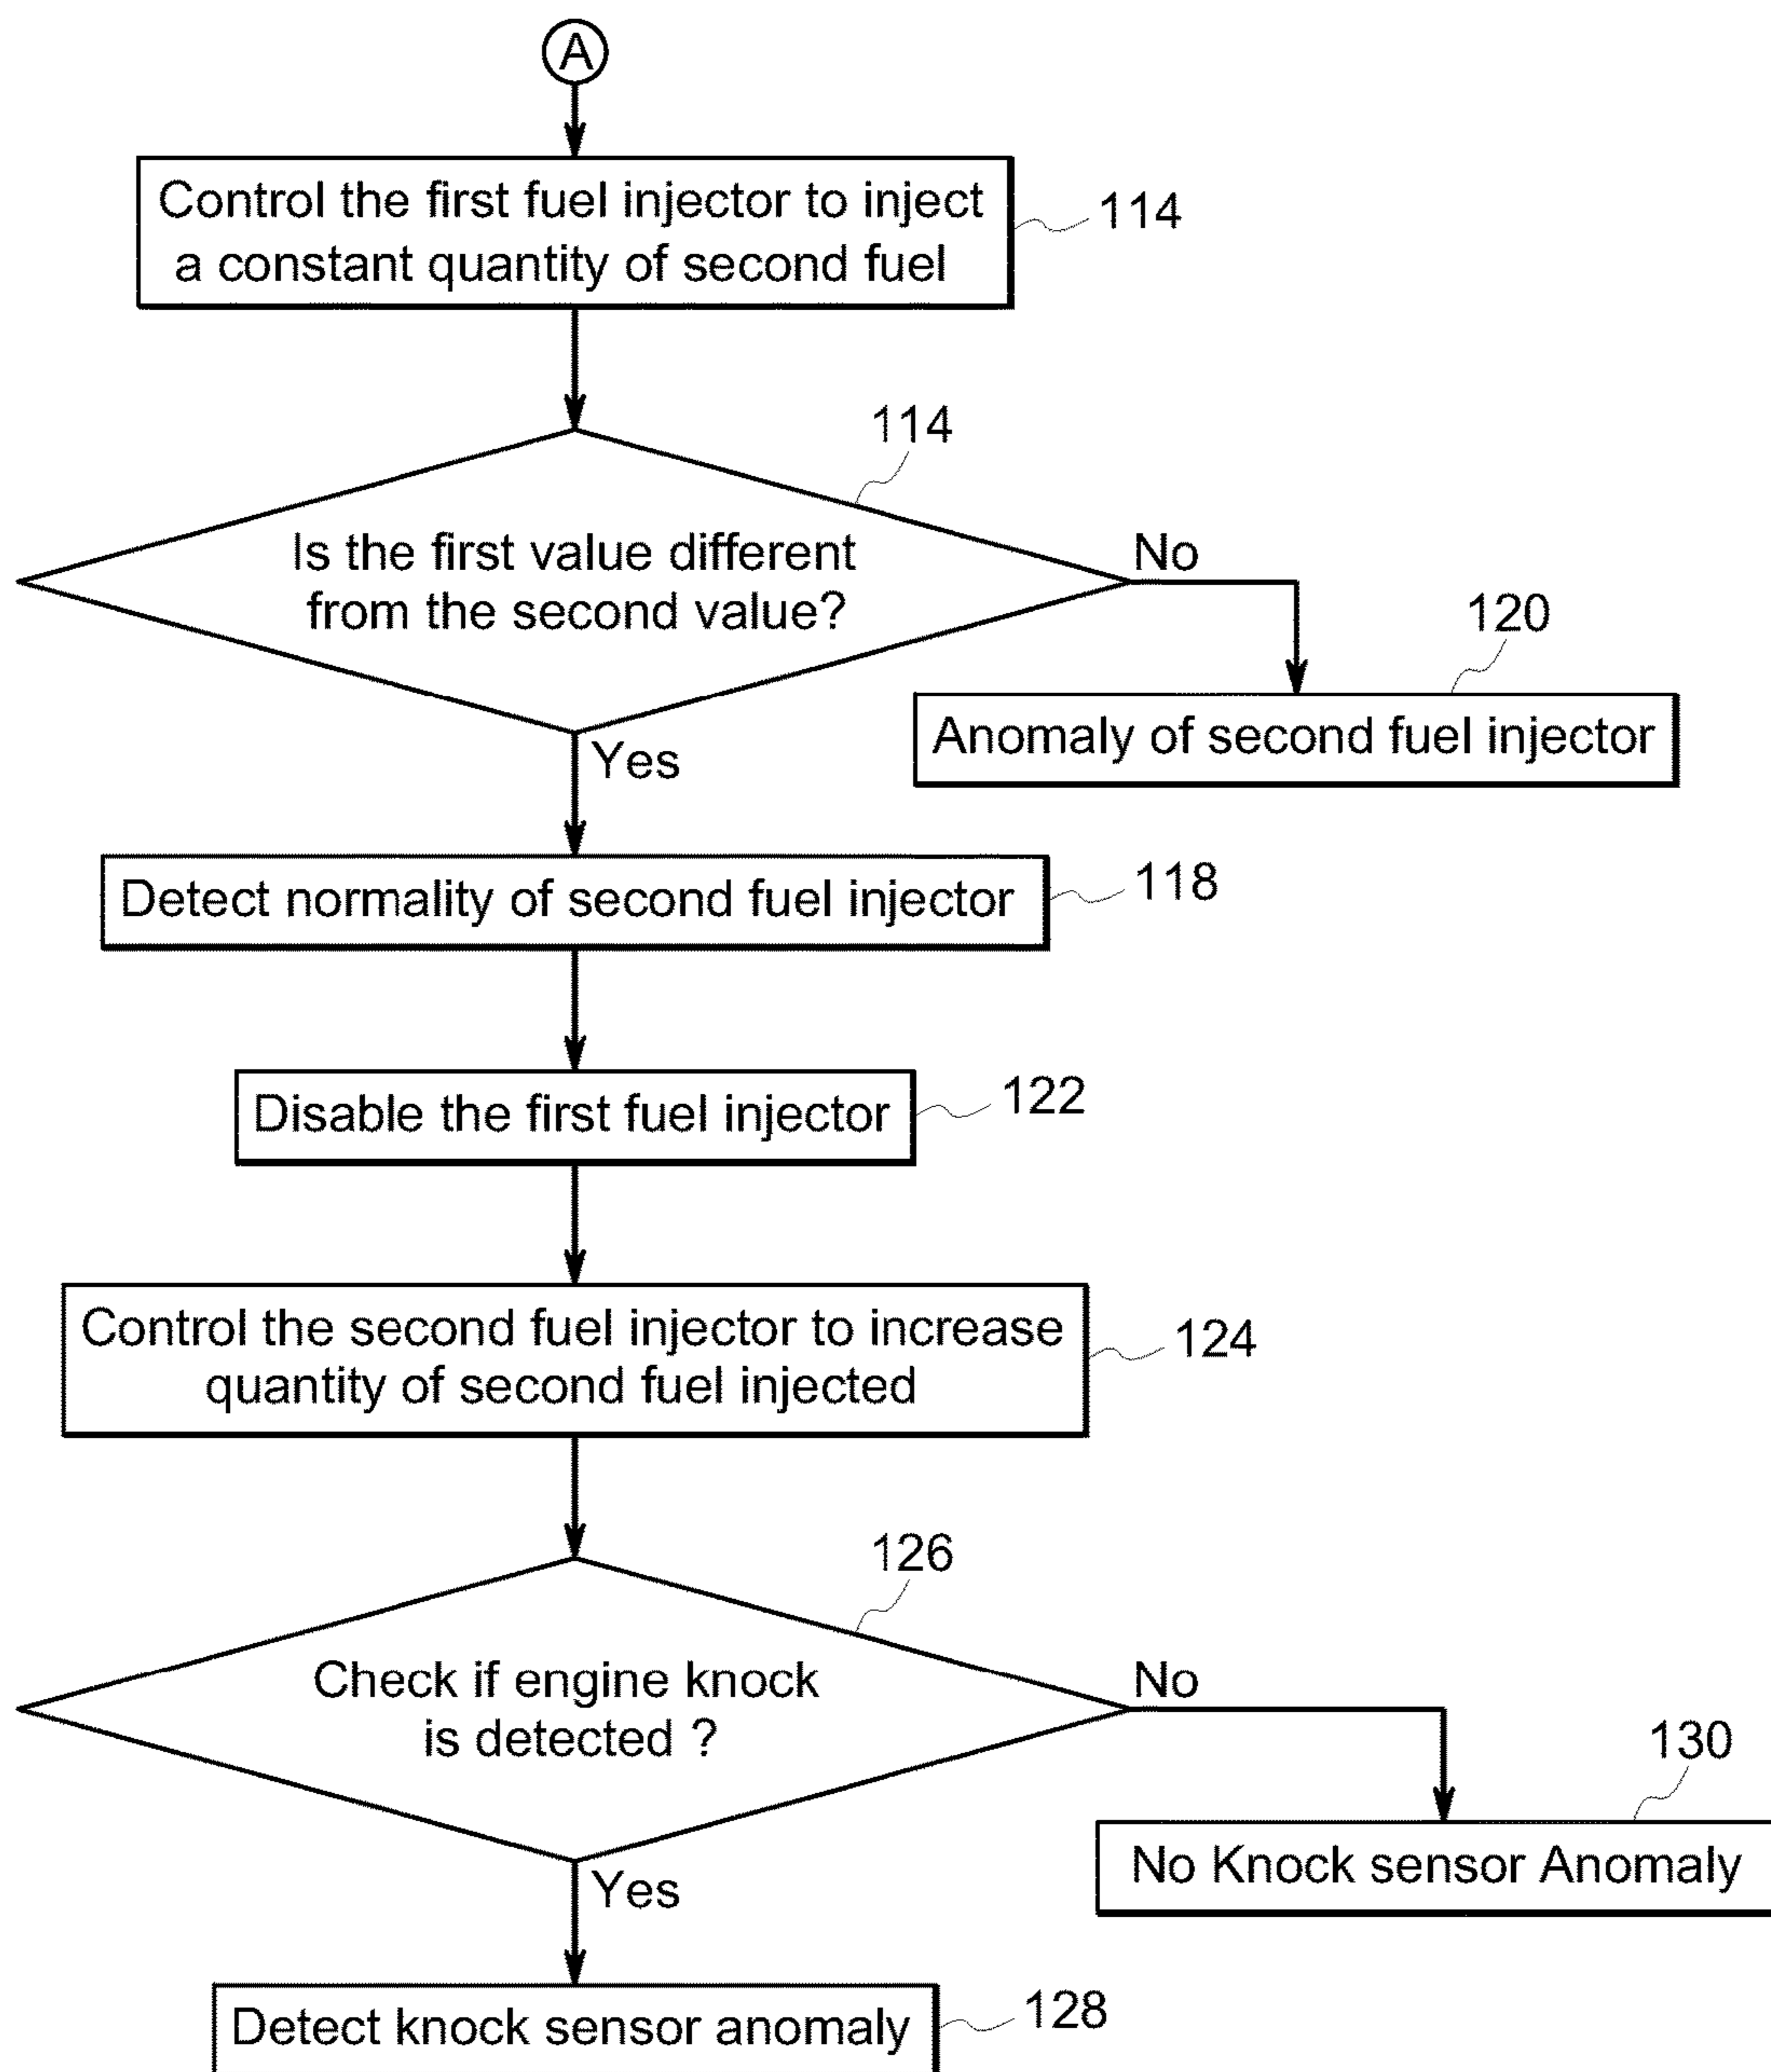 A
Control the first fuel injector to inject
a constant quantity of second fuel
114
114
Is the first value different
from the second value?
No
120
Anomaly of second fuel injector
Yes
Detect normality of second fuel injector
118
Disable the first fuel injector
122
Control the second fuel injector to increase
quantity of second fuel injected
124
126
Check if engine knock
is detected ?
No
130
No Knock sensor Anomaly
Yes
Detect knock sensor anomaly
128